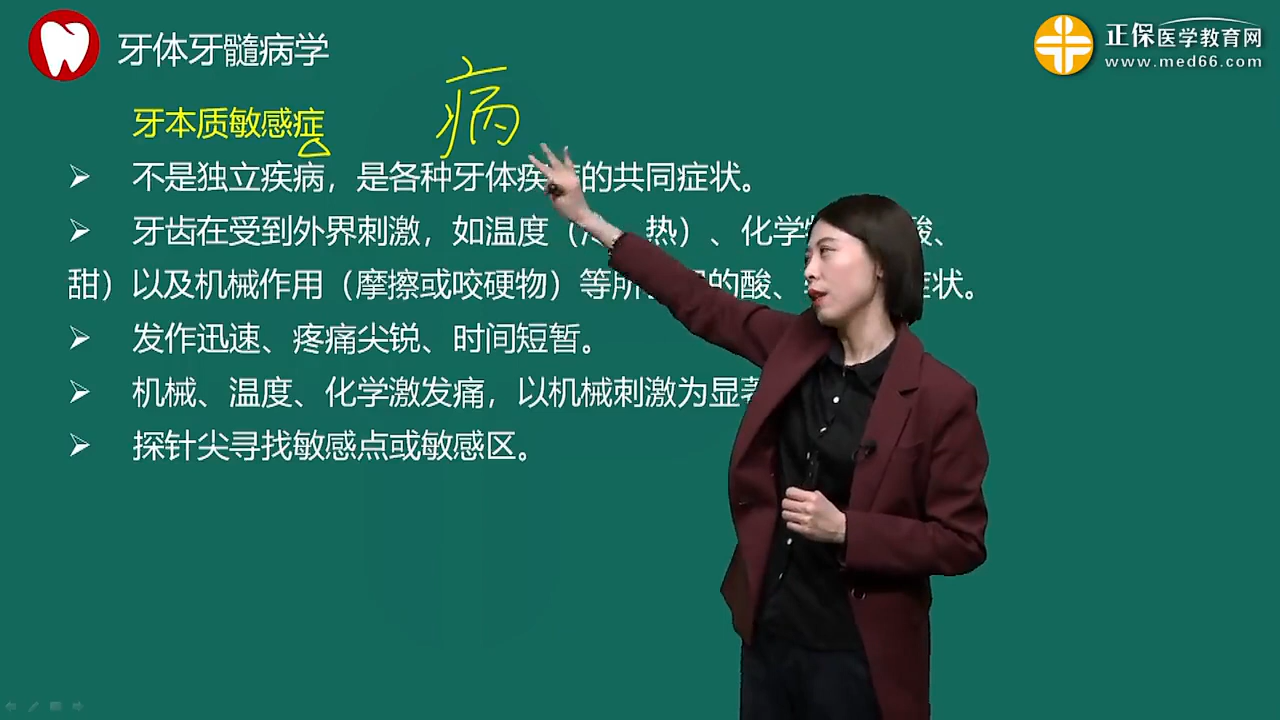 牙体牙髓病学
正保医学教育网
www.med66.com
牙本质敏感症
病
不是独立疾病，是各种牙体疾的共同症状。
牙齿在受到外界刺激，如温度（热）、化学酸、
甜）以及机械作用（摩擦或咬硬物）等所的酸、症状。
发作迅速、疼痛尖锐、时间短暂。
机械、温度、化学激发痛，以机械刺激为显
探针尖寻找敏感点或敏感区。